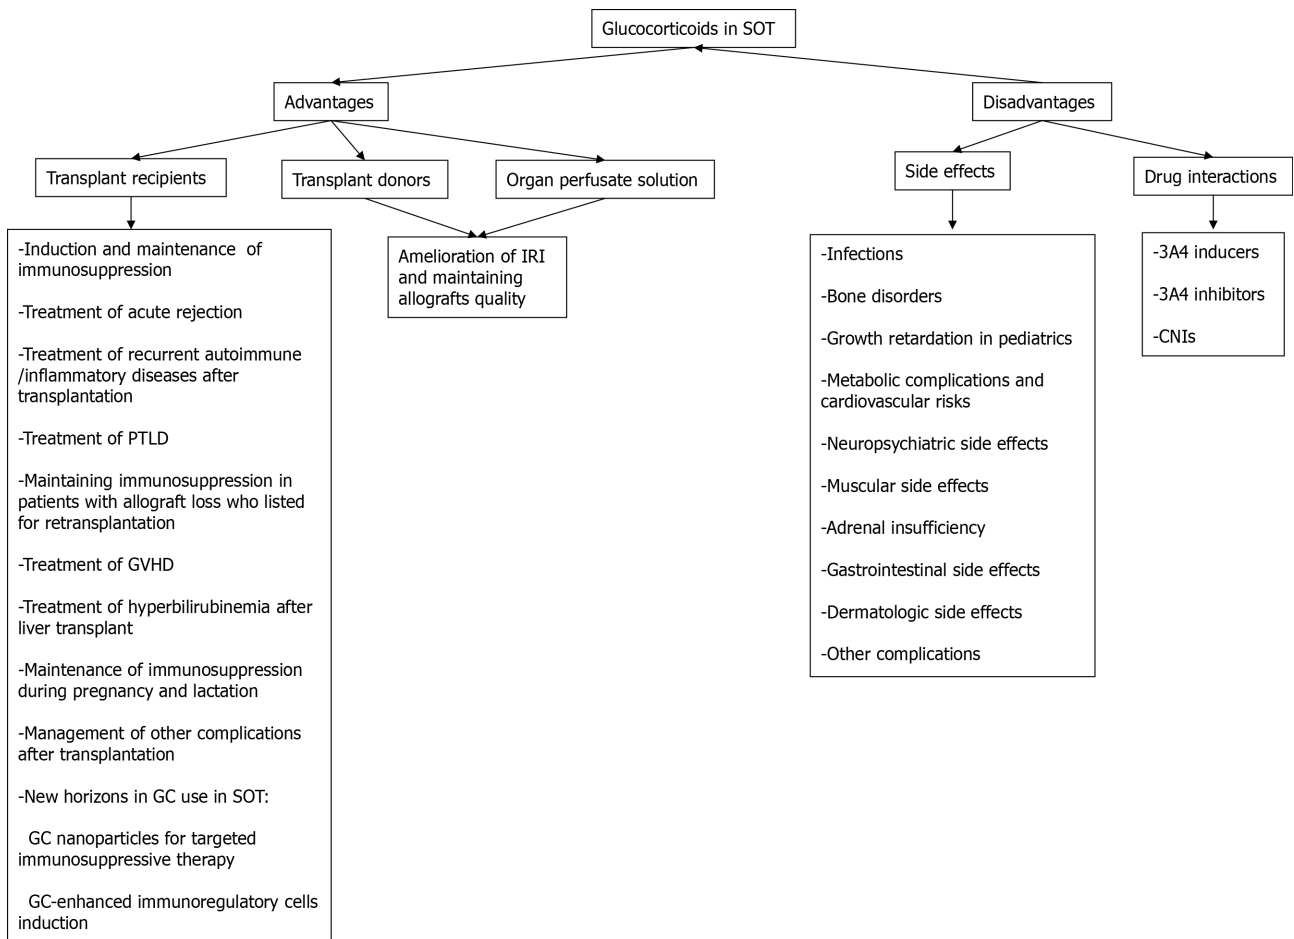 Glucocorticoids in SOT
Advantages
Disadvantages
Transplant recipients
Transplant donors
Organ perfusate solution
Side effects
Drug interactions
-Induction and maintenance of
immunosuppression
-Treatment of acute rejection
-Treatment of recurrent autoimmune
/inflammatory diseases after
transplantation
-Treatment of PTLD
-Maintaining immunosuppression in
patients with allograft loss who listed
for retransplantation
-Treatment of GVHD
-Treatment of hyperbilirubinemia after
liver transplant
-Maintenance of immunosuppression
during pregnancy and lactation
-Management of other complications
after transplantation
-New horizons in GC use in SOT:
GC nanoparticles for targeted
immunosuppressive therapy
GC-enhanced immunoregulatory cells
induction
Amelioration of IRI
and maintaining
allografts quality
-Infections
-Bone disorders
-Growth retardation in pediatrics
-Metabolic complications and
cardiovascular risks
-Neuropsychiatric side effects
-Muscular side effects
-Adrenal insufficiency
-Gastrointestinal side effects
-Dermatologic side effects
-Other complications
-3A4 inducers
-3A4 inhibitors
-CNIs